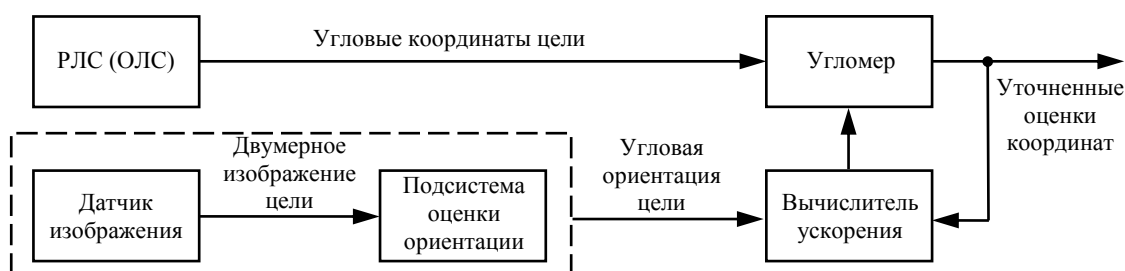 РЛС (ОЛС)
Угловые координаты цели
Угломер
Уточненные
оценки
координат
Датчик
изображения
Двумерное
изображение
цели
Подсистема
оценки
ориентации
Угловая
ориентация
цели
Вычислитель
ускорения